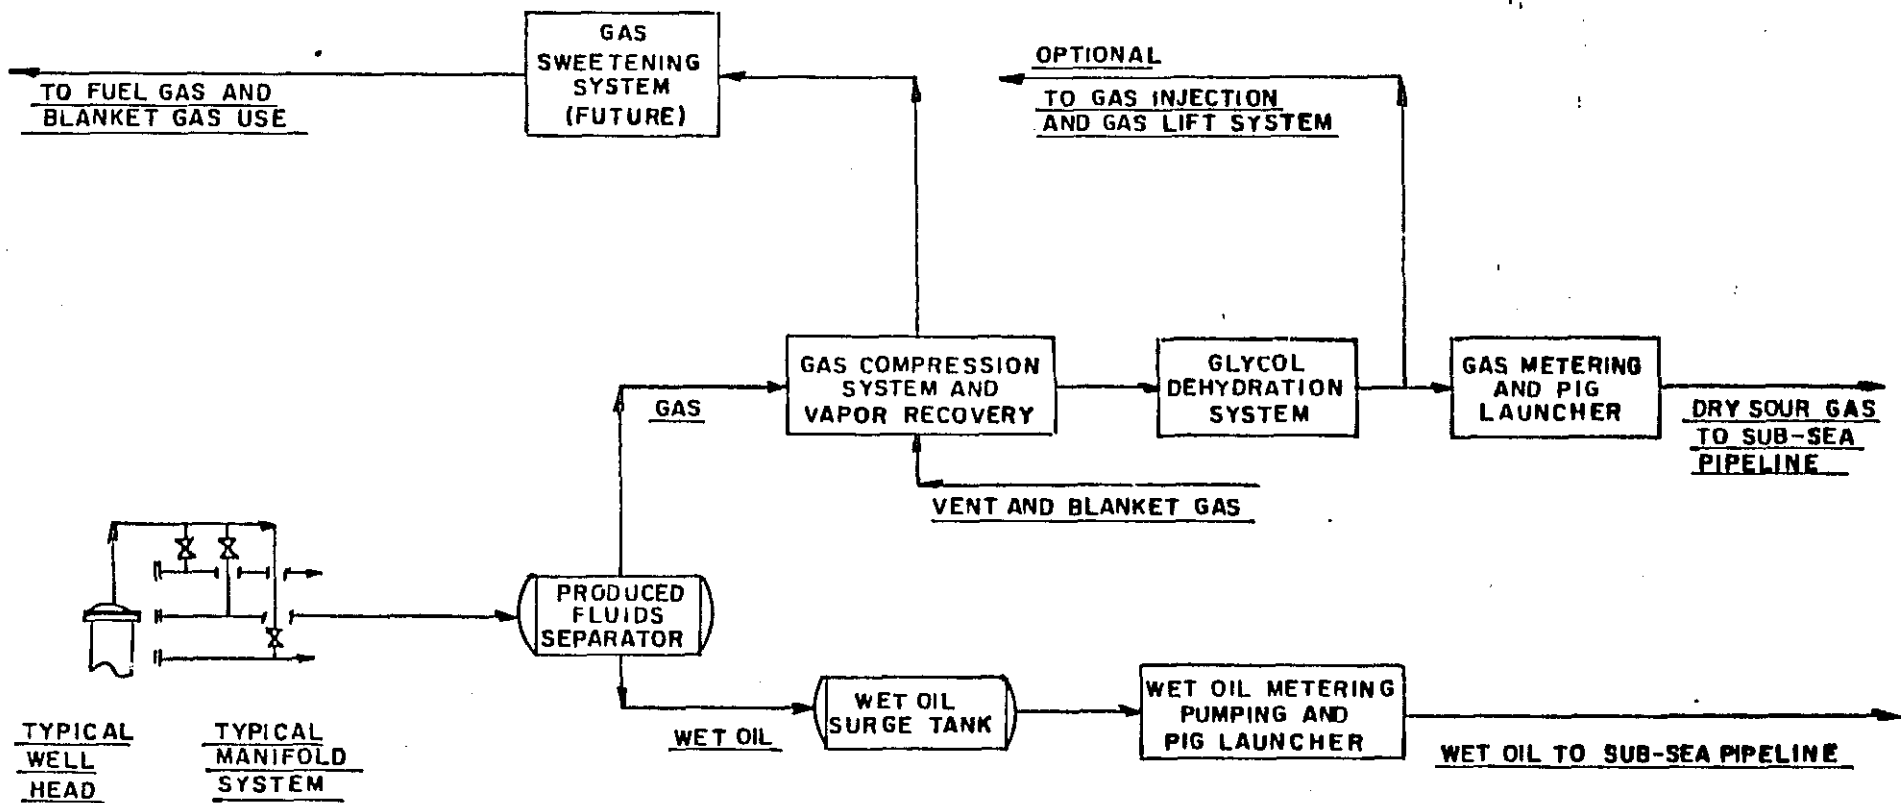 GAS
SWEETENING
SYSTEM
(FUTURE)
TO FUEL GAS AND
BLANKET GAS USE
OPTIONAL
TO GAS INJECTION
AND GAS LIFT SYSTEM
GAS COMPRESSION
SYSTEM AND
VAPOR RECOVERY
GLYCOL
DEHYDRATION
SYSTEM
GAS METERING
AND PIG
LAUNCHER
GAS
DRY SOUR GAS
TO SUB-SEA
PIPELINE
VENT AND BLANKET GAS
PRODUCED
FLUIDS
SEPARATOR
WET OIL
SURGE TANK
WET OIL METERING
PUMPING AND
PIG LAUNCHER
WET OIL
WET OIL TO SUB-SEA PIPELINE
TYPICAL
WELL
HEAD
TYPICAL
MANIFOLD
SYSTEM